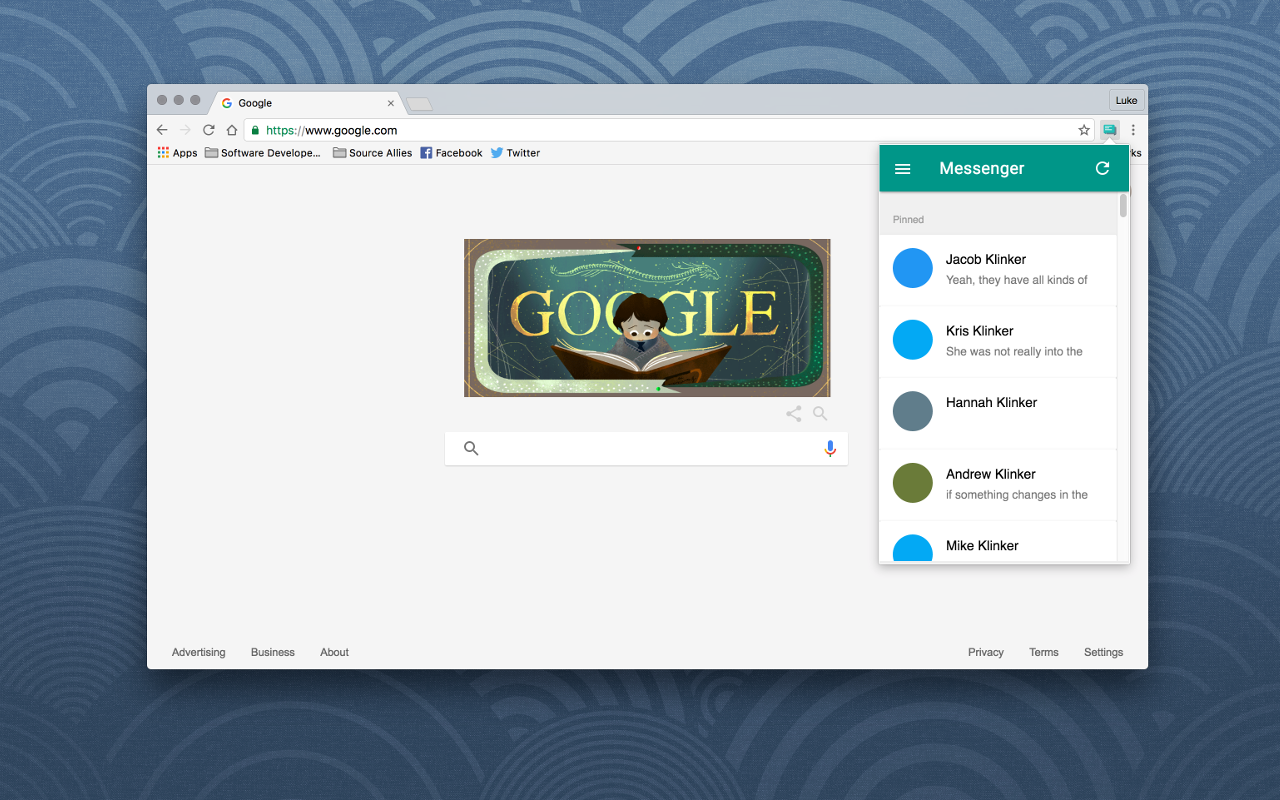 Google
Luke
https://www.google.com
Apps
Software Develope...
Source Allies
Facebook
Twitter
ks
Messenger
Pinned
GOOGLE
Jacob Klinker
Yeah, they have all kinds of
Kris Klinker
She was not really into the
Hannah Klinker
Andrew Klinker
if something changes in the
Mike Klinker
Advertising
Business
About
Privacy
Terms
Settings